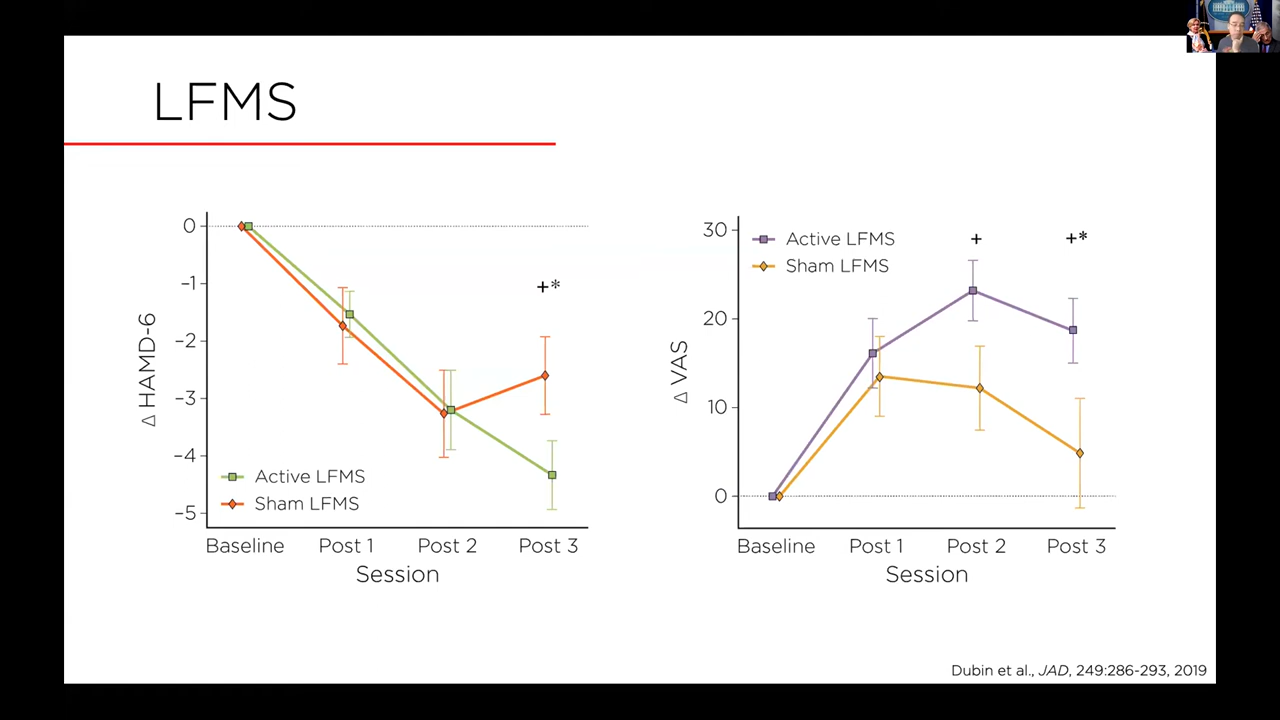 LFMS
0
−1
−2
−3
−4
−5
Δ HAMD-6
+*
Active LFMS
Sham LFMS
Baseline Post 1 Post 2 Post 3
Session
30
20
10
0
Δ VAS
Active LFMS
Sham LFMS
+
+*
Baseline Post 1 Post 2 Post 3
Session
Dubin et al., JAD, 249:286-293, 2019